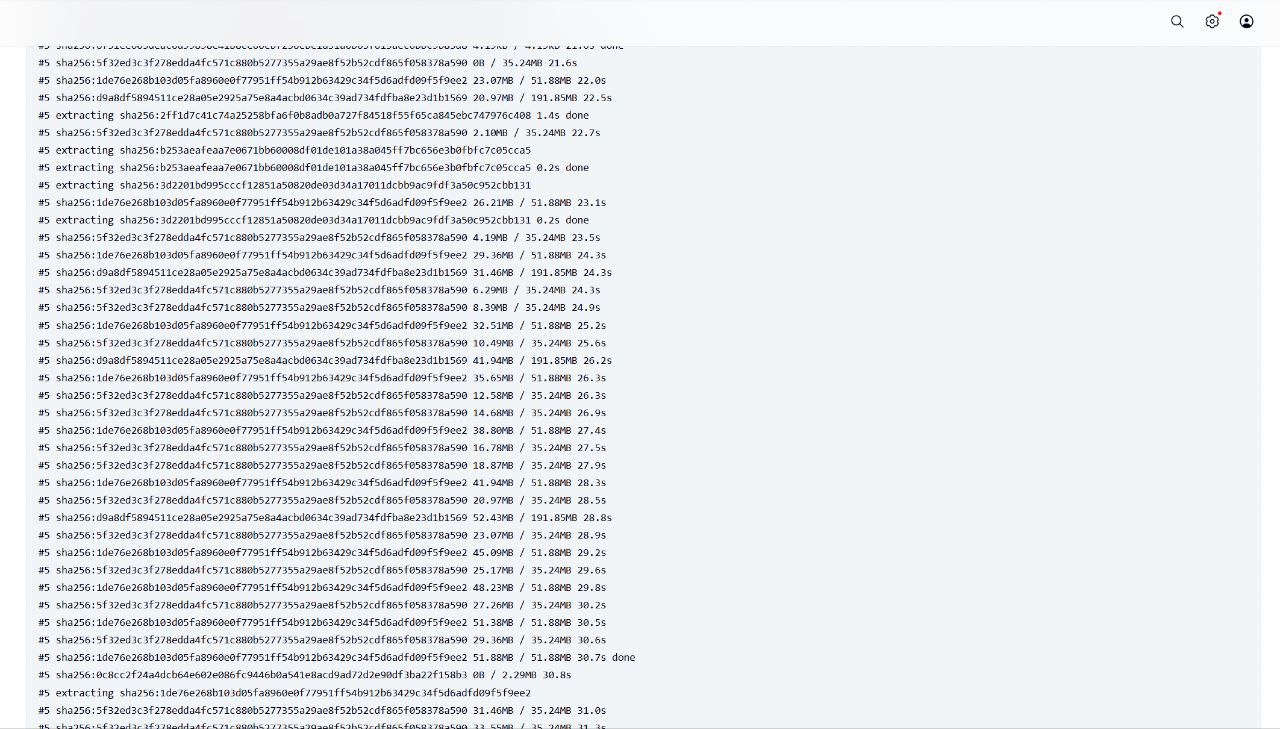 #5 sha256:5f32ed3c3f278edda4fc571c880b5277355a29ae8f52b52cdf865f058378a590 0B / 35.24MB 21.6s
#5 sha256:1de76e268b103d05fa8960e0f77951ff54b912b63429c34f5d6adfd09f5f9ee2 23.07MB / 51.88MB 22.0s
#5 sha256:d9a8df5894511ce28a05e2925a75e8a4acbd0634c39ad734fdfba8e23d1b1569 20.97MB / 191.85MB 22.5s
#5 extracting sha256:2ff1d7c41c74a25258bfa6f0b8adb0a727f84518f55f65ca845ebc747976c408 1.4s done
#5 sha256:5f32ed3c3f278edda4fc571c880b5277355a29ae8f52b52cdf865f058378a590 2.10MB / 35.24MB 22.7s
#5 extracting sha256:b253aeafeaa7e0671bb60008df01de101a38a045ff7bc656e3b0fbfc7c05cca5
#5 extracting sha256:b253aeafeaa7e0671bb60008df01de101a38a045ff7bc656e3b0fbfc7c05cca5 0.2s done
#5 extracting sha256:3d2201bd995cccf12851a50820de03d34a17011dcbb9ac9fdf3a50c952cbb131
#5 sha256:1de76e268b103d05fa8960e0f77951ff54b912b63429c34f5d6adfd09f5f9ee2 26.21MB / 51.88MB 23.1s
#5 extracting sha256:3d2201bd995cccf12851a50820de03d34a17011dcbb9ac9fdf3a50c952cbb131 0.2s done
#5 sha256:5f32ed3c3f278edda4fc571c880b5277355a29ae8f52b52cdf865f058378a590 4.19MB / 35.24MB 23.5s
#5 sha256:1de76e268b103d05fa8960e0f77951ff54b912b63429c34f5d6adfd09f5f9ee2 29.36MB / 51.88MB 24.3s
#5 sha256:d9a8df5894511ce28a05e2925a75e8a4acbd0634c39ad734fdfba8e23d1b1569 31.46MB / 191.85MB 24.3s
#5 sha256:5f32ed3c3f278edda4fc571c880b5277355a29ae8f52b52cdf865f058378a590 6.29MB / 35.24MB 24.3s
#5 sha256:5f32ed3c3f278edda4fc571c880b5277355a29ae8f52b52cdf865f058378a590 8.39MB / 35.24MB 24.9s
#5 sha256:1de76e268b103d05fa8960e0f77951ff54b912b63429c34f5d6adfd09f5f9ee2 32.51MB / 51.88MB 25.2s
#5 sha256:5f32ed3c3f278edda4fc571c880b5277355a29ae8f52b52cdf865f058378a590 10.49MB / 35.24MB 25.6s
#5 sha256:d9a8df5894511ce28a05e2925a75e8a4acbd0634c39ad734fdfba8e23d1b1569 41.94MB / 191.85MB 26.2s
#5 sha256:1de76e268b103d05fa8960e0f77951ff54b912b63429c34f5d6adfd09f5f9ee2 35.65MB / 51.88MB 26.3s
#5 sha256:5f32ed3c3f278edda4fc571c880b5277355a29ae8f52b52cdf865f058378a590 12.58MB / 35.24MB 26.3s
#5 sha256:5f32ed3c3f278edda4fc571c880b5277355a29ae8f52b52cdf865f058378a590 14.68MB / 35.24MB 26.9s
#5 sha256:1de76e268b103d05fa8960e0f77951ff54b912b63429c34f5d6adfd09f5f9ee2 38.80MB / 51.88MB 27.4s
#5 sha256:5f32ed3c3f278edda4fc571c880b5277355a29ae8f52b52cdf865f058378a590 16.78MB / 35.24MB 27.5s
#5 sha256:5f32ed3c3f278edda4fc571c880b5277355a29ae8f52b52cdf865f058378a590 18.87MB / 35.24MB 27.9s
#5 sha256:1de76e268b103d05fa8960e0f77951ff54b912b63429c34f5d6adfd09f5f9ee2 41.94MB / 51.88MB 28.3s
#5 sha256:5f32ed3c3f278edda4fc571c880b5277355a29ae8f52b52cdf865f058378a590 20.97MB / 35.24MB 28.5s
#5 sha256:d9a8df5894511ce28a05e2925a75e8a4acbd0634c39ad734fdfba8e23d1b1569 52.43MB / 191.85MB 28.8s
#5 sha256:5f32ed3c3f278edda4fc571c880b5277355a29ae8f52b52cdf865f058378a590 23.07MB / 35.24MB 28.9s
#5 sha256:1de76e268b103d05fa8960e0f77951ff54b912b63429c34f5d6adfd09f5f9ee2 45.09MB / 51.88MB 29.2s
#5 sha256:5f32ed3c3f278edda4fc571c880b5277355a29ae8f52b52cdf865f058378a590 25.17MB / 35.24MB 29.6s
#5 sha256:1de76e268b103d05fa8960e0f77951ff54b912b63429c34f5d6adfd09f5f9ee2 48.23MB / 51.88MB 29.8s
#5 sha256:5f32ed3c3f278edda4fc571c880b5277355a29ae8f52b52cdf865f058378a590 27.26MB / 35.24MB 30.2s
#5 sha256:1de76e268b103d05fa8960e0f77951ff54b912b63429c34f5d6adfd09f5f9ee2 51.38MB / 51.88MB 30.5s
#5 sha256:5f32ed3c3f278edda4fc571c880b5277355a29ae8f52b52cdf865f058378a590 29.36MB / 35.24MB 30.6s
#5 sha256:1de76e268b103d05fa8960e0f77951ff54b912b63429c34f5d6adfd09f5f9ee2 51.88MB / 51.88MB 30.7s done
#5 sha256:0c8cc2f24a4dcb64e602e086fc9446b0a541e8acd9ad72d2e90df3ba22f158b3 0B / 2.29MB 30.8s
#5 extracting sha256:1de76e268b103d05fa8960e0f77951ff54b912b63429c34f5d6adfd09f5f9ee2
#5 sha256:5f32ed3c3f278edda4fc571c880b5277355a29ae8f52b52cdf865f058378a590 31.46MB / 35.24MB 31.0s
#5 sha256:5f32ed3c3f278edda4fc571c880b5277355a29ae8f52b52cdf865f058378a590 33.55MB / 35.24MB 31.3s